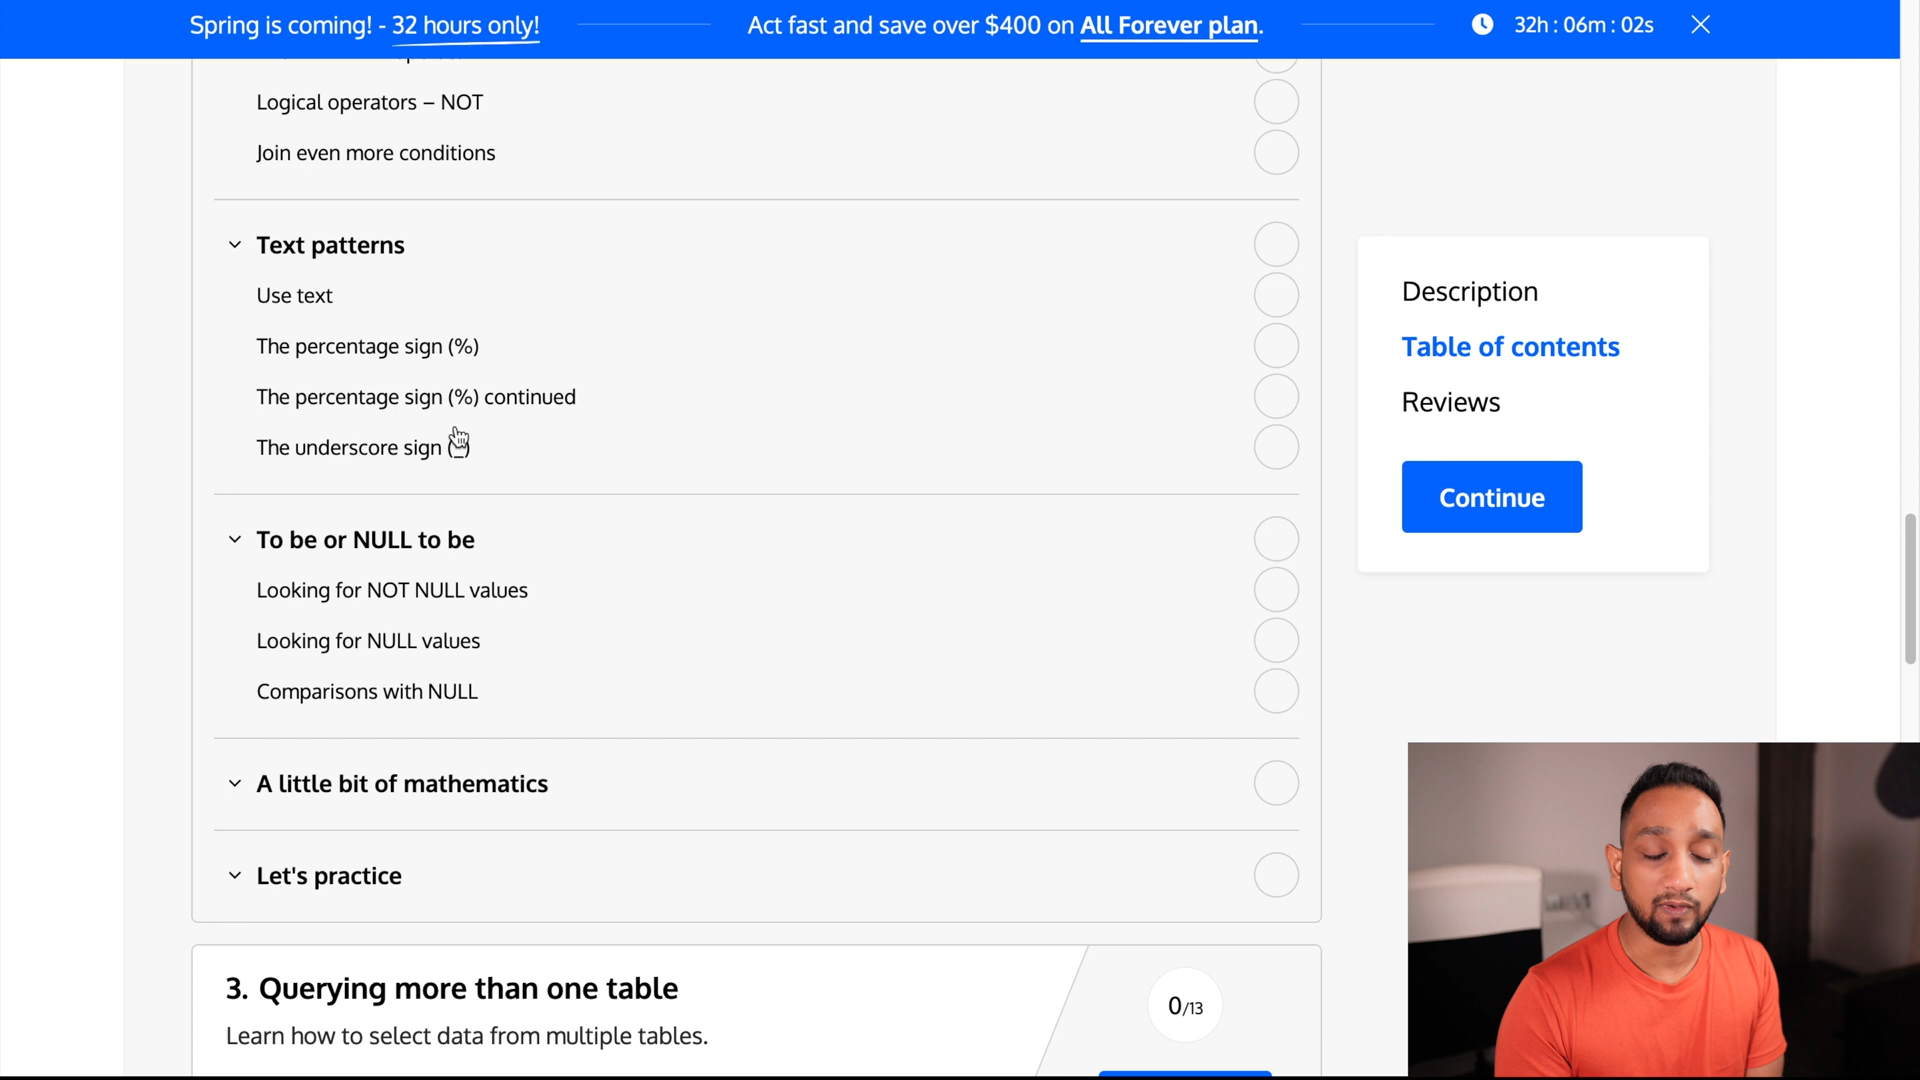 Spring is coming! - 32 hours only!
Act fast and save over $400 on All Forever plan.
32h : 06m : 02s
Logical operators – NOT
Join even more conditions
Text patterns
Use text
The percentage sign (%)
The percentage sign (%) continued
The underscore sign (_)
To be or NULL to be
Looking for NOT NULL values
Looking for NULL values
Comparisons with NULL
A little bit of mathematics
Let's practice
3. Querying more than one table
Learn how to select data from multiple tables.
0/13
Description
Table of contents
Reviews
Continue